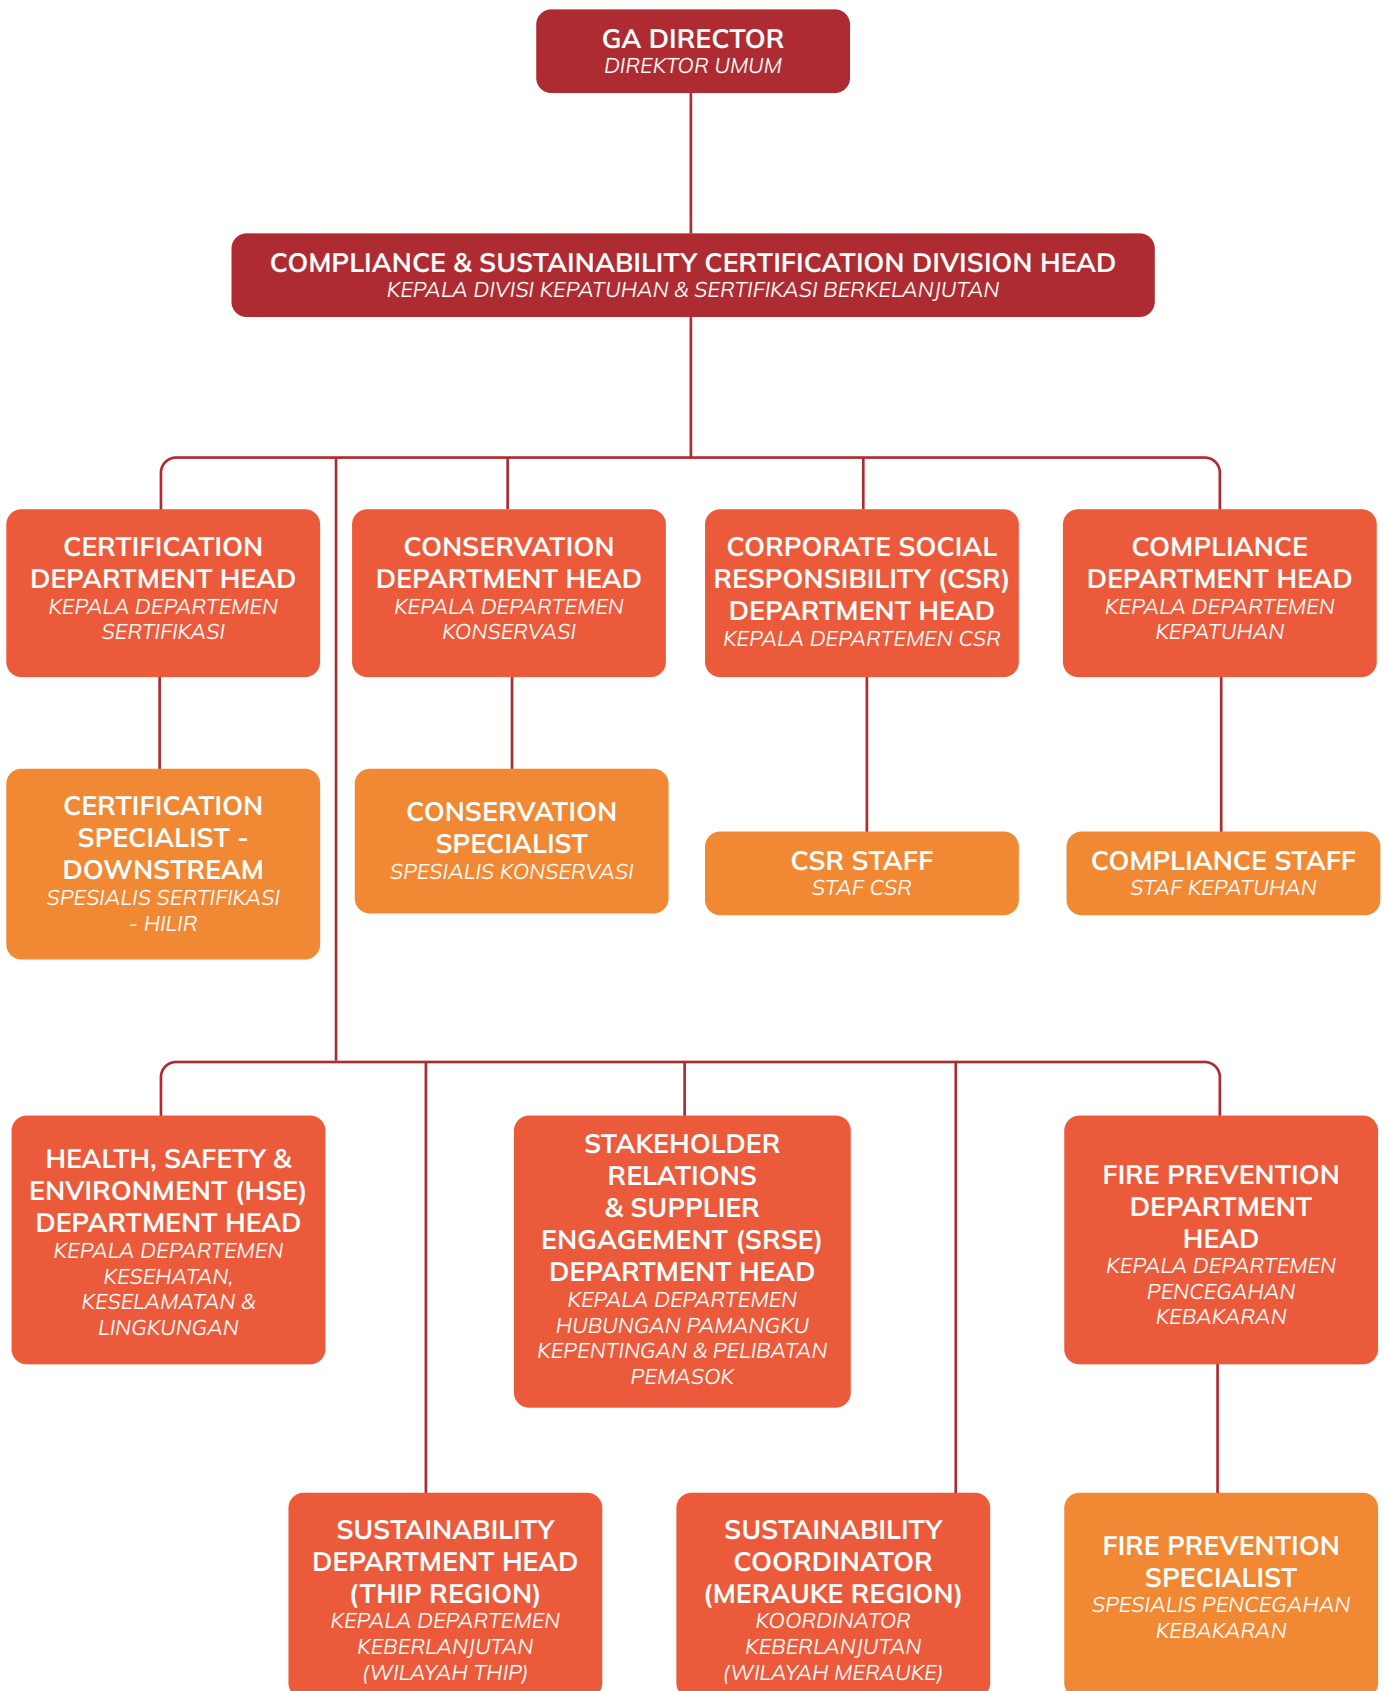 GA DIRECTOR
DIREKTOR UMUM
COMPLIANCE & SUSTAINABILITY CERTIFICATION DIVISION HEAD
KEPALA DIVISI KEPATUHAN & SERTIFIKASI BERKELANJUTAN
CERTIFICATION
DEPARTMENT HEAD
KEPALA DEPARTEMEN
SERTIFIKASI
CONSERVATION
DEPARTMENT HEAD
KEPALA DEPARTEMEN
KONSERVASI
CORPORATE SOCIAL
RESPONSIBILITY (CSR)
DEPARTMENT HEAD
KEPALA DEPARTEMEN CSR
COMPLIANCE
DEPARTMENT HEAD
KEPALA DEPARTEMEN
KEPATUHAN
CERTIFICATION
SPECIALIST -
DOWNSTREAM
SPESIALIS SERTIFIKASI
- HILIR
CONSERVATION
SPECIALIST
SPESIALIS KONSERVASI
CSR STAFF
STAF CSR
COMPLIANCE STAFF
STAF KEPATUHAN
HEALTH, SAFETY &
ENVIRONMENT (HSE)
DEPARTMENT HEAD
KEPALA DEPARTEMEN
KESEHATAN,
KESELAMATAN &
LINGKUNGAN
STAKEHOLDER
RELATIONS
& SUPPLIER
ENGAGEMENT (SRSE)
DEPARTMENT HEAD
KEPALA DEPARTEMEN
HUBUNGAN PAMANGKU
KEPENTINGAN & PELIBATAN
PEMASOK
FIRE PREVENTION
DEPARTMENT
HEAD
KEPALA DEPARTEMEN
PENCEGAHAN
KEBAKARAN
SUSTAINABILITY
DEPARTMENT HEAD
(THIP REGION)
KEPALA DEPARTEMEN
KEBERLANJUTAN
(WILAYAH THIP)
SUSTAINABILITY
COORDINATOR
(MERAUKE REGION)
KOORDINATOR
KEBERLANJUTAN
(WILAYAH MERAUKE)
FIRE PREVENTION
SPECIALIST
SPESIALIS PENCEGAHAN
KEBAKARAN